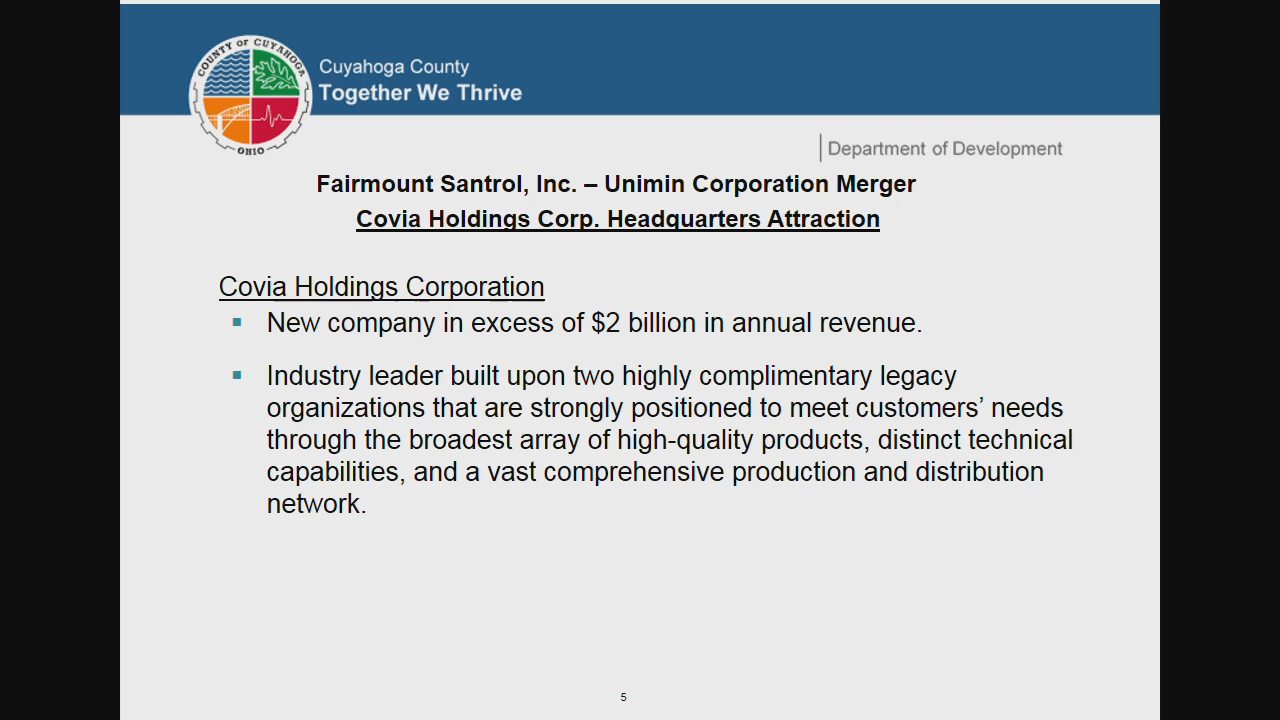 COUNTY OF CUYAHOGA
OHIO
Cuyahoga County
Together We Thrive
Department of Development
Fairmount Santrol, Inc. – Unimin Corporation Merger
Covia Holdings Corp. Headquarters Attraction
Covia Holdings Corporation
New company in excess of $2 billion in annual revenue.
Industry leader built upon two highly complimentary legacy
organizations that are strongly positioned to meet customers’ needs
through the broadest array of high-quality products, distinct technical
capabilities, and a vast comprehensive production and distribution
network.
5